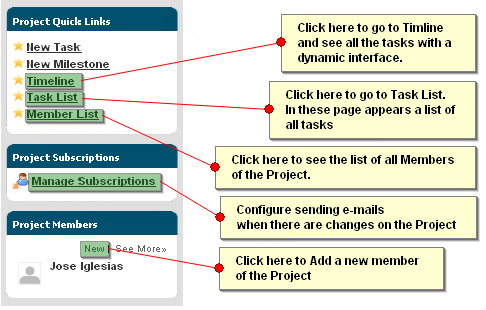 Project Quick Links
New Task
New Milestone
Timeline
Task List
Member List
Project Subscriptions
Manage Subscriptions
Project Members
New See More»
Jose Iglesias
Click here to go to Timline
and see all the tasks with a
dynamic interface.
Click here to go to Task List.
In these page appears a list of
all tasks
Click here to see the list of all Members
of the Project.
Configure sending e-mails
when there are changes on the Project
Click here to Add a new member
of the Project